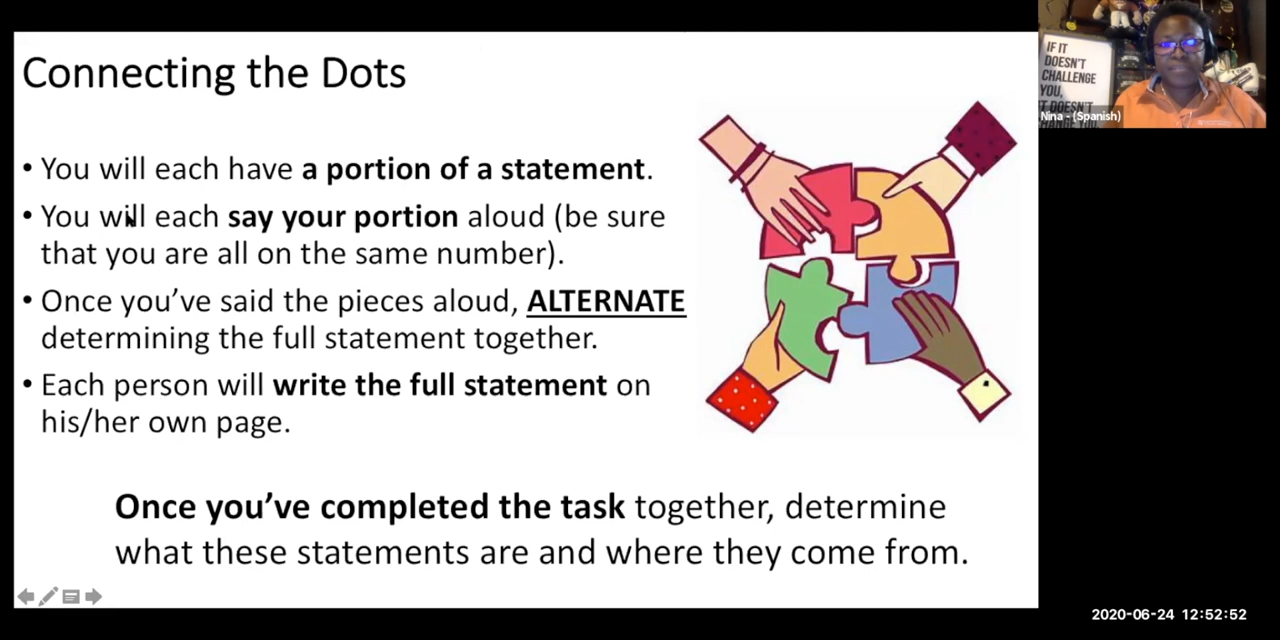 Connecting the Dots
• You will each have a portion of a statement.
• You will each say your portion aloud (be sure
that you are all on the same number).
• Once you’ve said the pieces aloud, ALTERNATE
determining the full statement together.
• Each person will write the full statement on
his/her own page.
Once you’ve completed the task together, determine
what these statements are and where they come from.
IF IT
DOESN'T
CHALLENGE
YOU,
IT DOESN'T
Nina - (Spanish)
2020-06-24 12:52:52